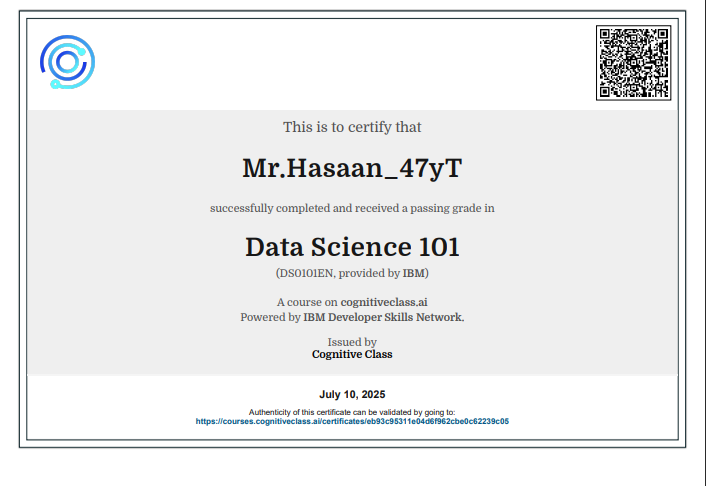 This is to certify that
Mr.Hasaan_47yT
successfully completed and received a passing grade in
Data Science 101
(DS0101EN, provided by IBM)
A course on cognitiveclass.ai
Powered by IBM Developer Skills Network.
Issued by
Cognitive Class
July 10, 2025
Authenticity of this certificate can be validated by going to:
https://courses.cognitiveclass.ai/certificates/eb93c95311e04d6f962cbe0c62239c05